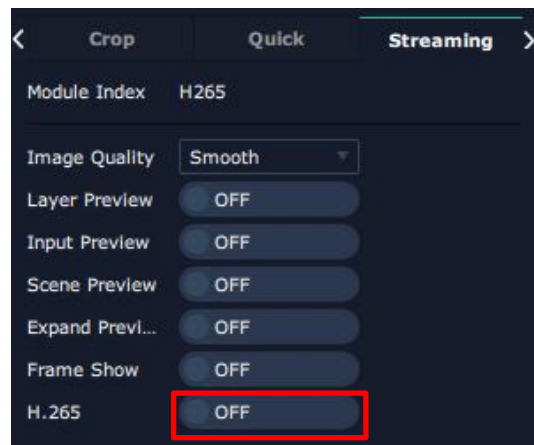 Crop Quick Streaming
Module Index H265
Image Quality Smooth
Layer Preview OFF
Input Preview OFF
Scene Preview OFF
Expand Previ... OFF
Frame Show OFF
H.265 OFF